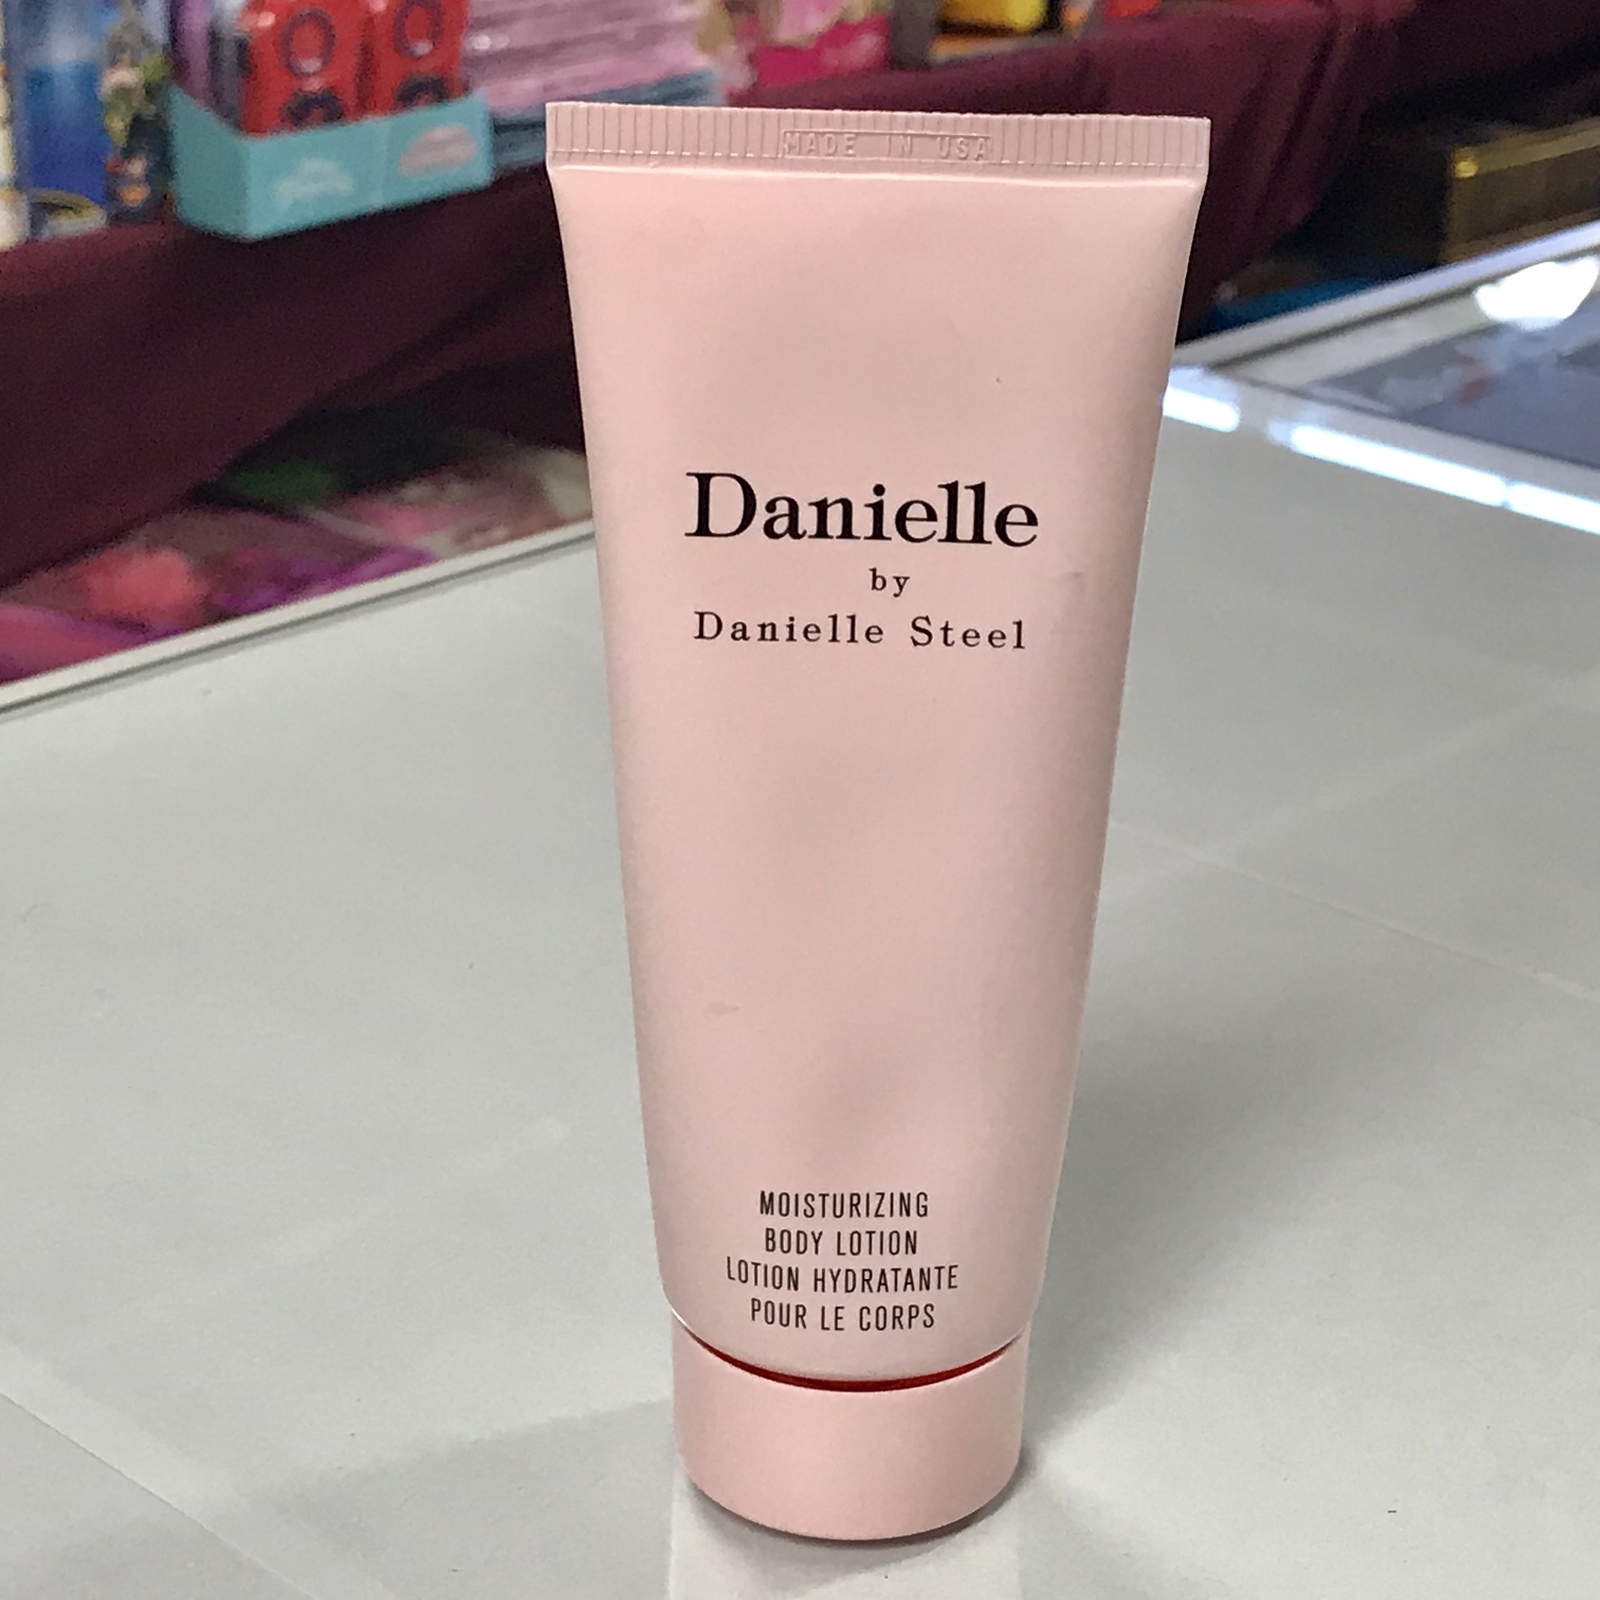 MADE IN USA
Danielle
by
Danielle Steel
MOISTURIZING
BODY LOTION
LOTION HYDRATANTE
POUR LE CORPS